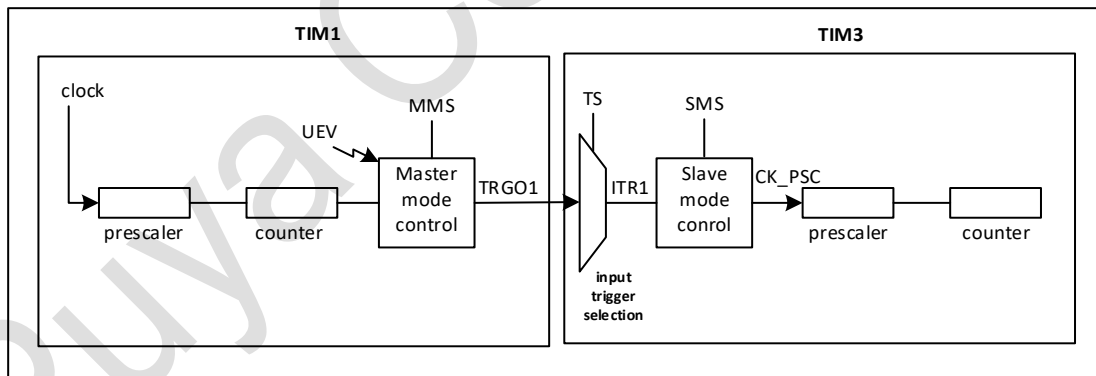 TIM1
TIM3
clock
MMS
UEV
Master
mode
control
TRGO1
prescaler
counter
TS
SMS
ITR1
Slave
mode
conrol
CK_PSC
prescaler
counter
input
trigger
selection
Puya